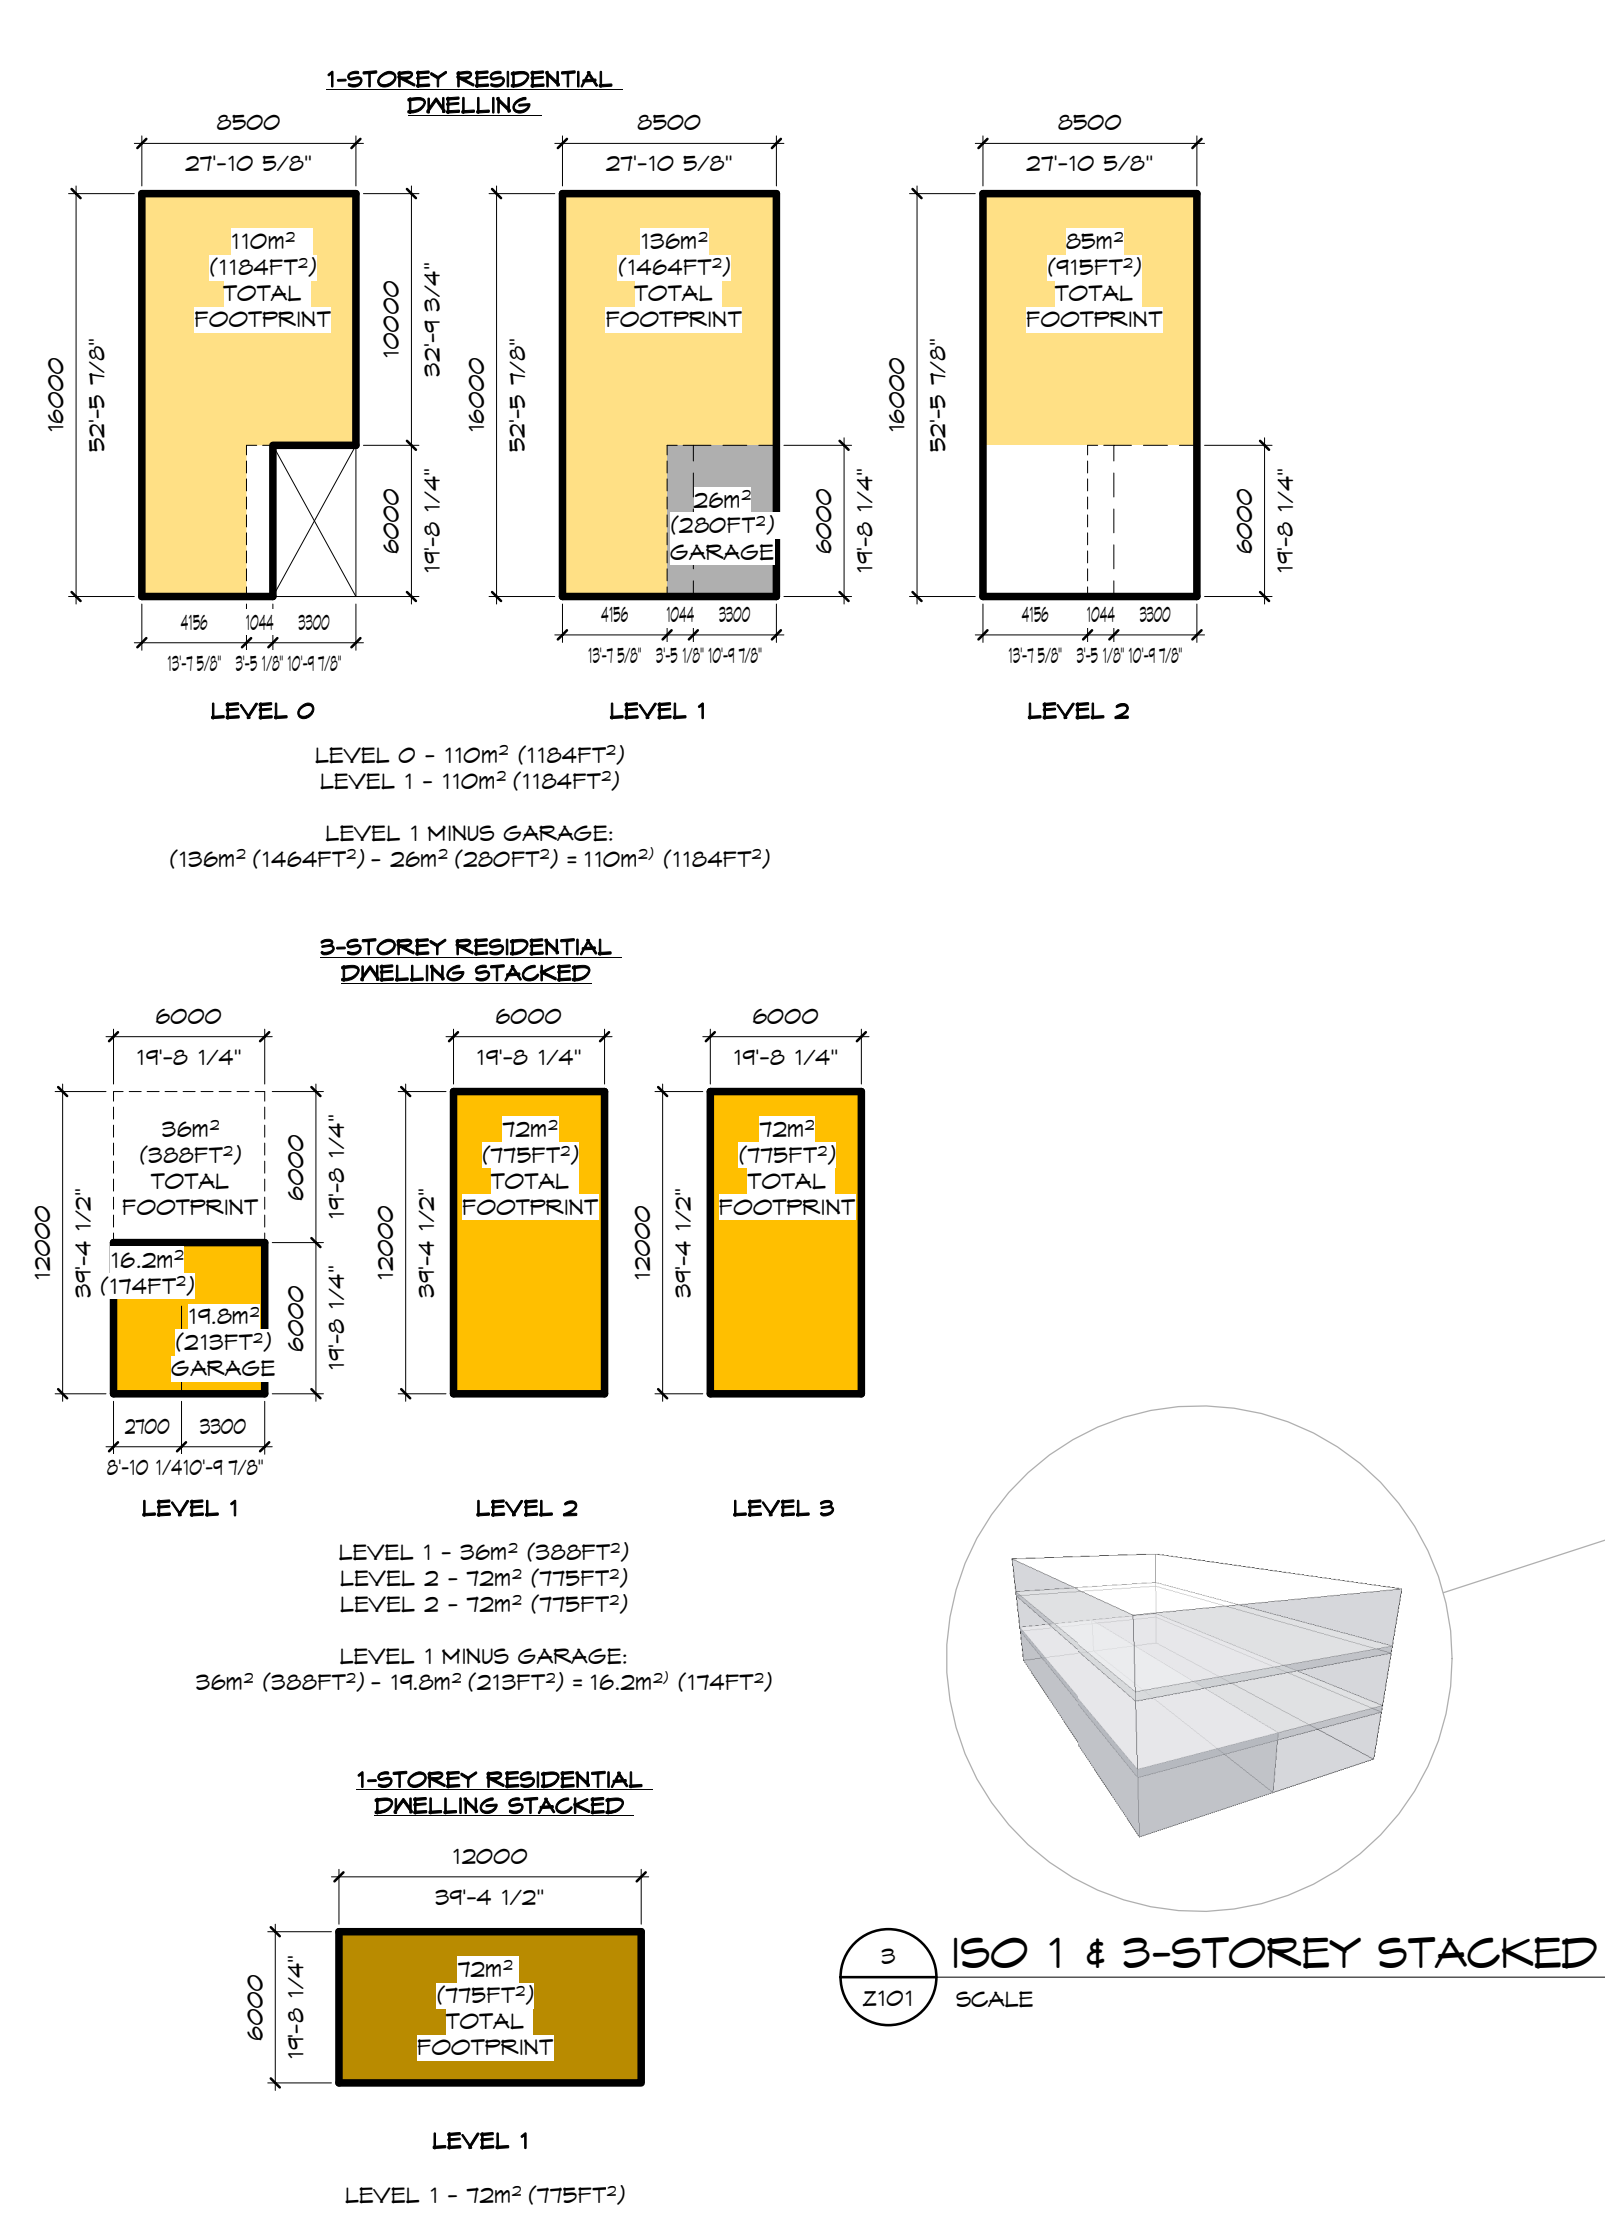 1-STOREY RESIDENTIAL
DWELLING
8500
27'-10 5/8"
16000
52'-5 7/8"
110m²
(1184FT²)
TOTAL
FOOTPRINT
10000
32'-9 3/4"
6000
19'-8 1/4"
4156
1044
3300
13'-7 5/8"
3'-5 1/8"
10'-9 7/8"
LEVEL 0
8500
27'-10 5/8"
16000
52'-5 7/8"
136m²
(1464FT²)
TOTAL
FOOTPRINT
26m²
(280FT²)
GARAGE
6000
19'-8 1/4"
4156
1044
3300
13'-7 5/8"
3'-5 1/8"
10'-9 7/8"
LEVEL 1
8500
27'-10 5/8"
16000
52'-5 7/8"
85m²
(915FT²)
TOTAL
FOOTPRINT
6000
19'-8 1/4"
4156
1044
3300
13'-7 5/8"
3'-5 1/8"
10'-9 7/8"
LEVEL 2
LEVEL 0 - 110m² (1184FT²)
LEVEL 1 - 110m² (1184FT²)
LEVEL 1 MINUS GARAGE:
(136m² (1464FT²) - 26m² (280FT²) = 110m²⁾ (1184FT²)
3-STOREY RESIDENTIAL
DWELLING STACKED
6000
19'-8 1/4"
12000
39'-4 1/2"
36m²
(388FT²)
TOTAL
FOOTPRINT
6000
19'-8 1/4"
16.2m²
(174FT²)
19.8m²
(213FT²)
GARAGE
6000
19'-8 1/4"
2700
3300
8'-10 1/4
10'-9 7/8"
LEVEL 1
6000
19'-8 1/4"
12000
39'-4 1/2"
72m²
(775FT²)
TOTAL
FOOTPRINT
LEVEL 2
6000
19'-8 1/4"
12000
39'-4 1/2"
72m²
(775FT²)
TOTAL
FOOTPRINT
LEVEL 3
LEVEL 1 - 36m² (388FT²)
LEVEL 2 - 72m² (775FT²)
LEVEL 2 - 72m² (775FT²)
LEVEL 1 MINUS GARAGE:
36m² (388FT²) - 19.8m² (213FT²) = 16.2m²⁾ (174FT²)
1-STOREY RESIDENTIAL
DWELLING STACKED
12000
39'-4 1/2"
6000
19'-8 1/4"
72m²
(775FT²)
TOTAL
FOOTPRINT
LEVEL 1
LEVEL 1 - 72m² (775FT²)
3
Z101
ISO 1 & 3-STOREY STACKED
SCALE